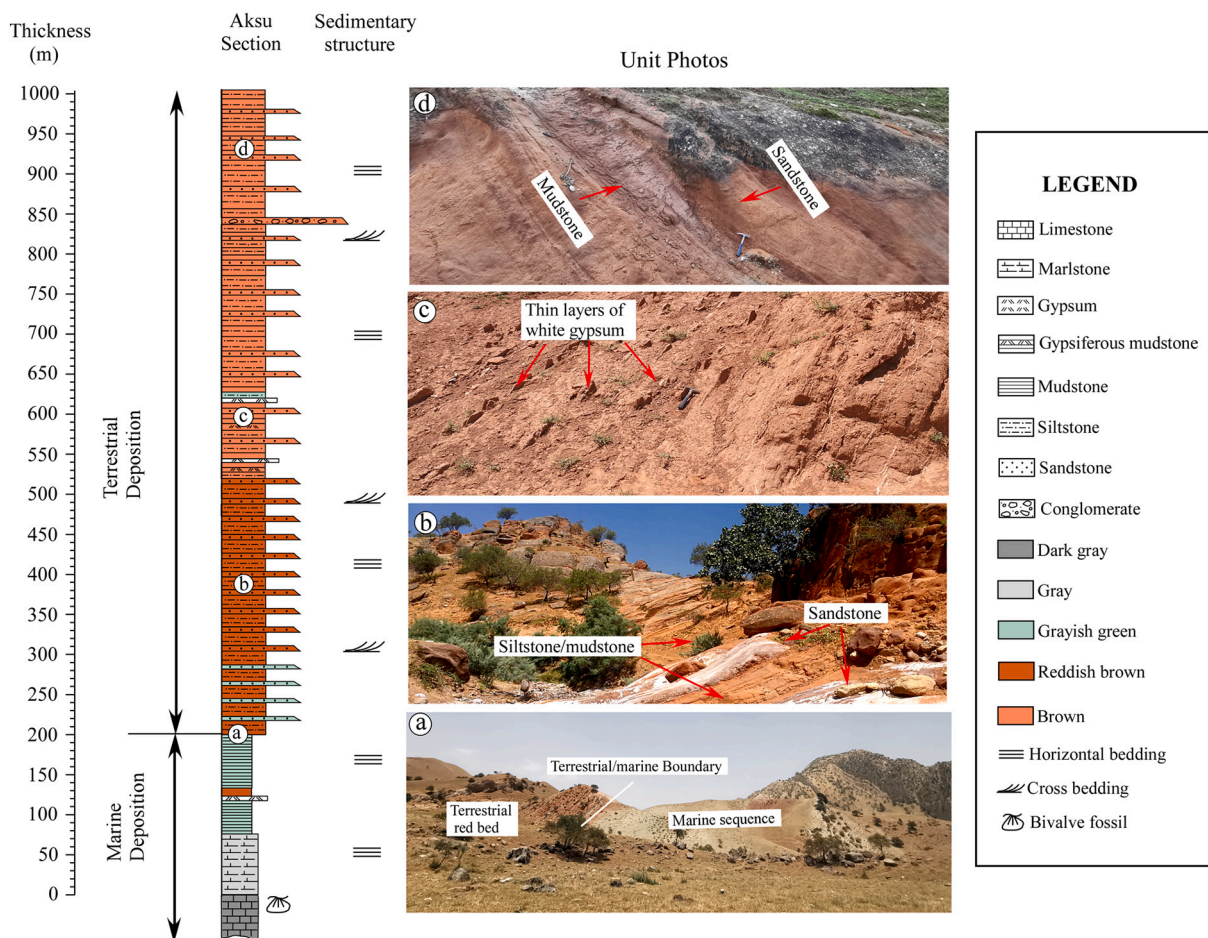 Thickness
(m)
Aksu
Section
Sedimentary
structure
Unit Photos
1000
950
900
850
800
750
700
650
600
550
500
450
400
350
300
250
200
150
100
50
0
Terrestrial
Deposition
Marine
Deposition
d
c
b
a
d
Mudstone
Sandstone
c
Thin layers of
white gypsum
b
Siltstone/mudstone
Sandstone
a
Terrestrial/marine Boundary
Terrestrial
red bed
Marine sequence
LEGEND
Limestone
Marlstone
Gypsum
Gypsiferous mudstone
Mudstone
Siltstone
Sandstone
Conglomerate
Dark gray
Gray
Grayish green
Reddish brown
Brown
Horizontal bedding
Cross bedding
Bivalve fossil